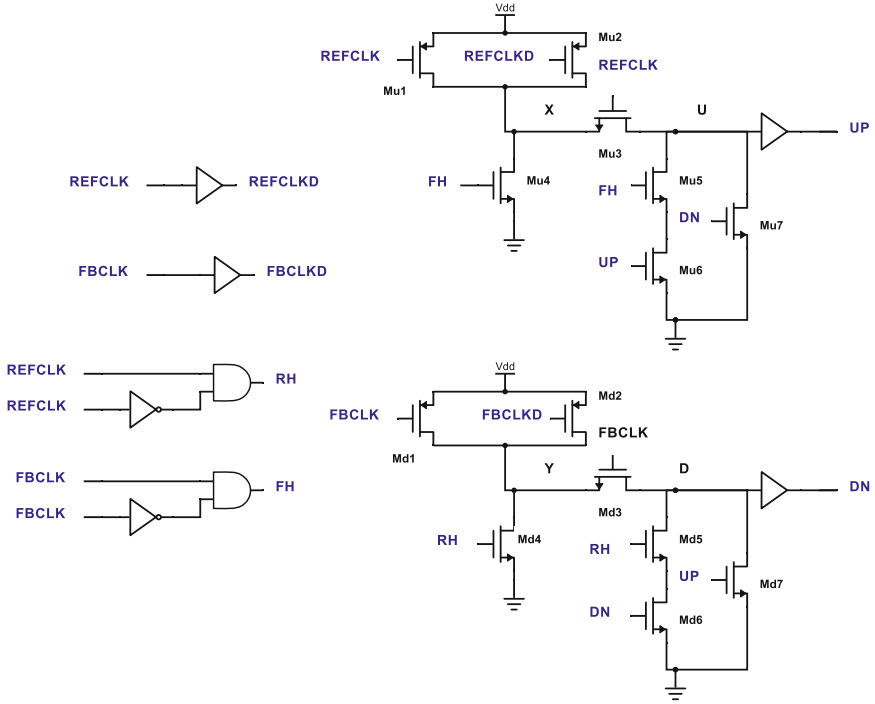 Vdd
Mu2
REFCLK
REFCLKD
REFCLK
Mu1
X
U
UP
Mu3
REFCLK
REFCLKD
FH
Mu4
FH
Mu5
DN
Mu7
FBCLK
FBCLKD
UP
Mu6
REFCLK
RH
REFCLK
Vdd
Md2
FBCLK
FBCLKD
FBCLK
Md1
Y
D
DN
FBCLK
FH
FBCLK
Md3
RH
Md4
RH
Md5
UP
Md7
DN
Md6